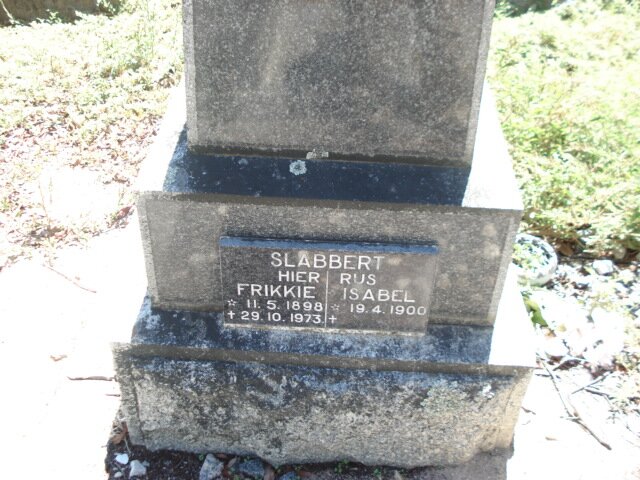 SLABBERT
HIER RUS
FRIKKIE ISABEL
☆ 11.5.1898 ☆ 19.4.1900
✝ 29.10.1973 ✝